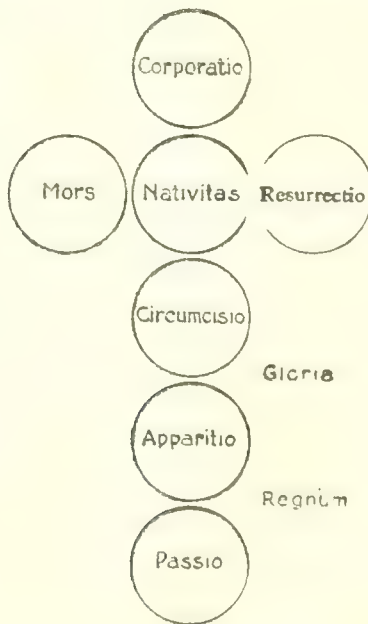 Corporatio
Mors Nativitas Resurrectio
Circumcisio
Gloria
Apparitio
Regnum
Passio